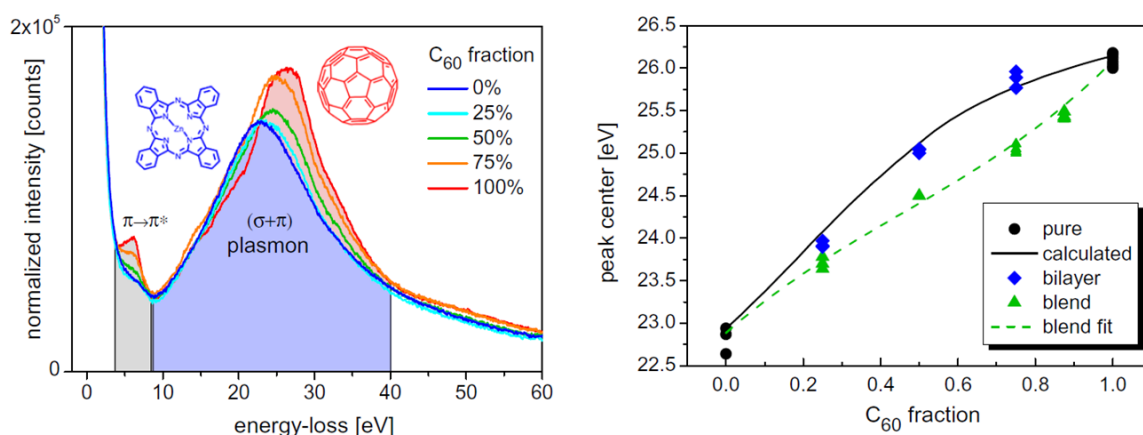 2x10⁵
normalized intensity [counts]
0
0
10
20
30
40
50
60
energy-loss [eV]
π→π*
(σ+π)
plasmon
N
N
N
N
Zn
N
N
N
N
C₆₀ fraction
0%
25%
50%
75%
100%
26.5
26.0
25.5
25.0
24.5
24.0
23.5
23.0
22.5
peak center [eV]
0.0
0.2
0.4
0.6
0.8
1.0
C₆₀ fraction
pure
calculated
bilayer
blend
blend fit